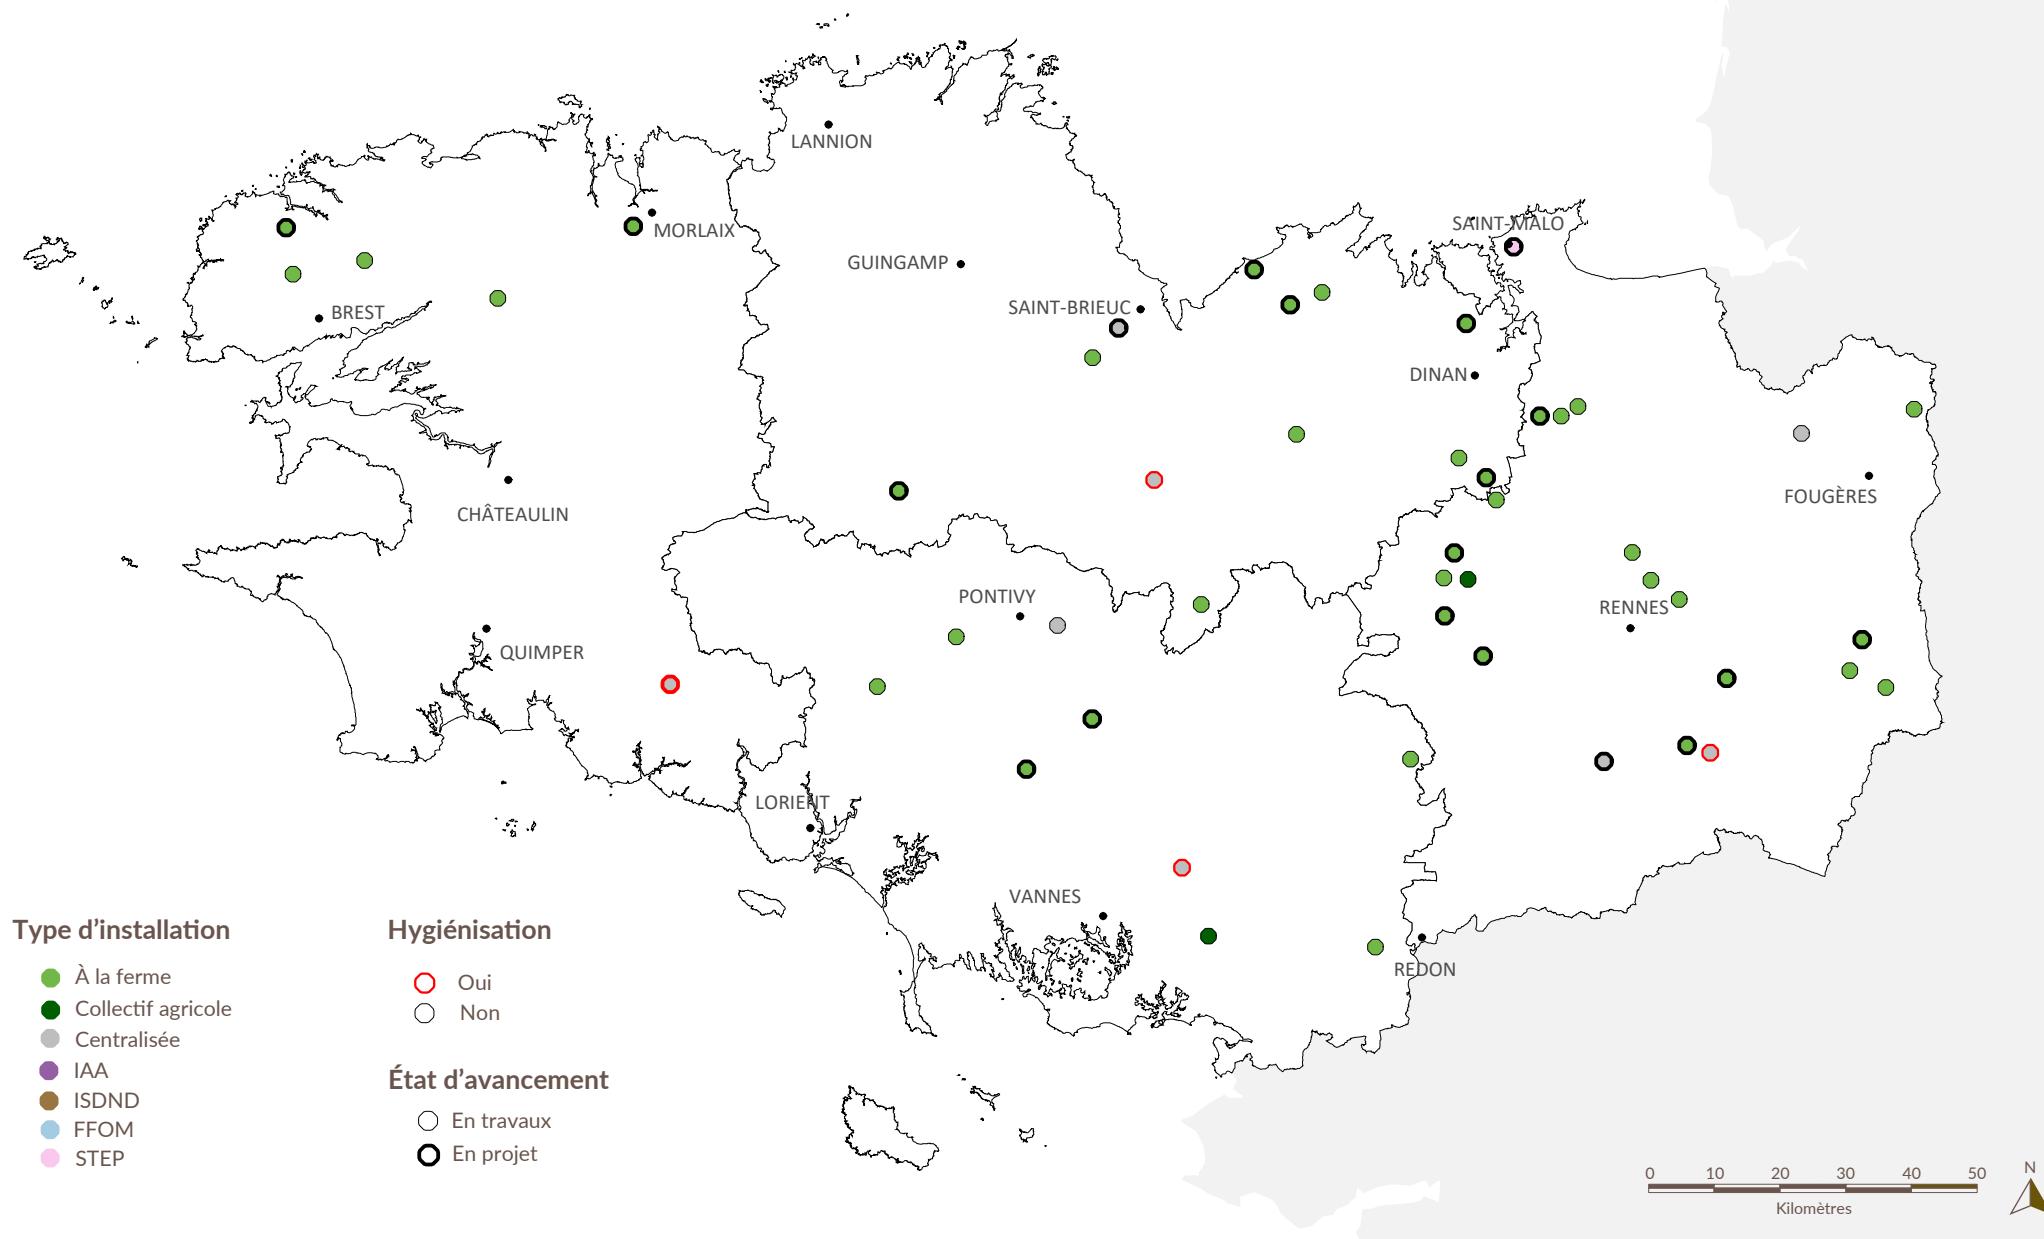 LANNION
SAINT-MALO
MORLAIX
GUINGAMP
SAINT-BRIEUC
BREST
DINAN
FOUGÈRES
CHÂTEAULIN
PONTIVY
RENNES
QUIMPER
LORIENT
VANNES
REDON
Type d’installation
À la ferme
Collectif agricole
Centralisée
IAA
ISDND
FFOM
STEP
Hygiénisation
Oui
Non
État d’avancement
En travaux
En projet
0 10 20 30 40 50
Kilomètres
N